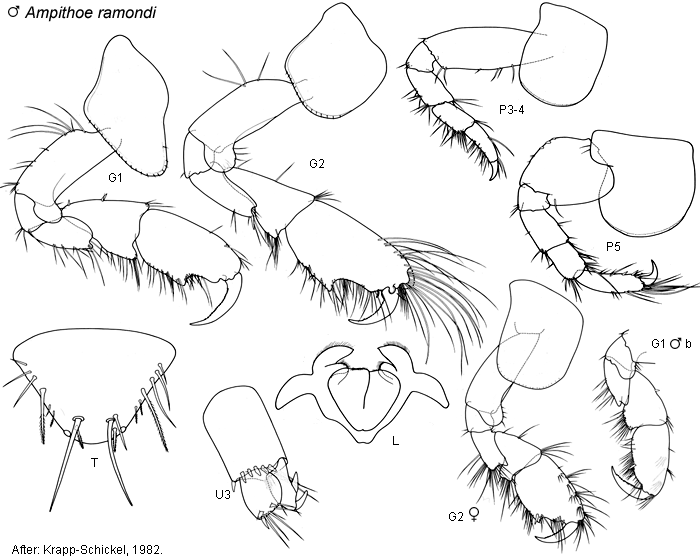 ♂ Ampithoe ramondi
G1
G2
P3-4
P5
G1 ♂ b
T
U3
L
G2 ♀
After: Krapp-Schickel, 1982.